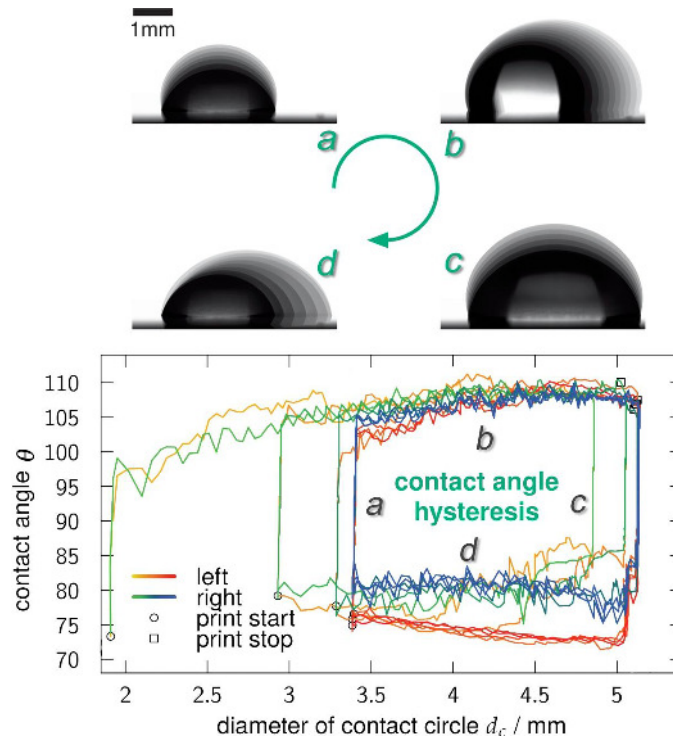 1mm
a
b
d
c
110
105
100
95
90
85
80
75
70
contact angle θ
a
b
contact angle
hysteresis
c
d
left
right
print start
print stop
2
2.5
3
3.5
4
4.5
5
diameter of contact circle d_c / mm